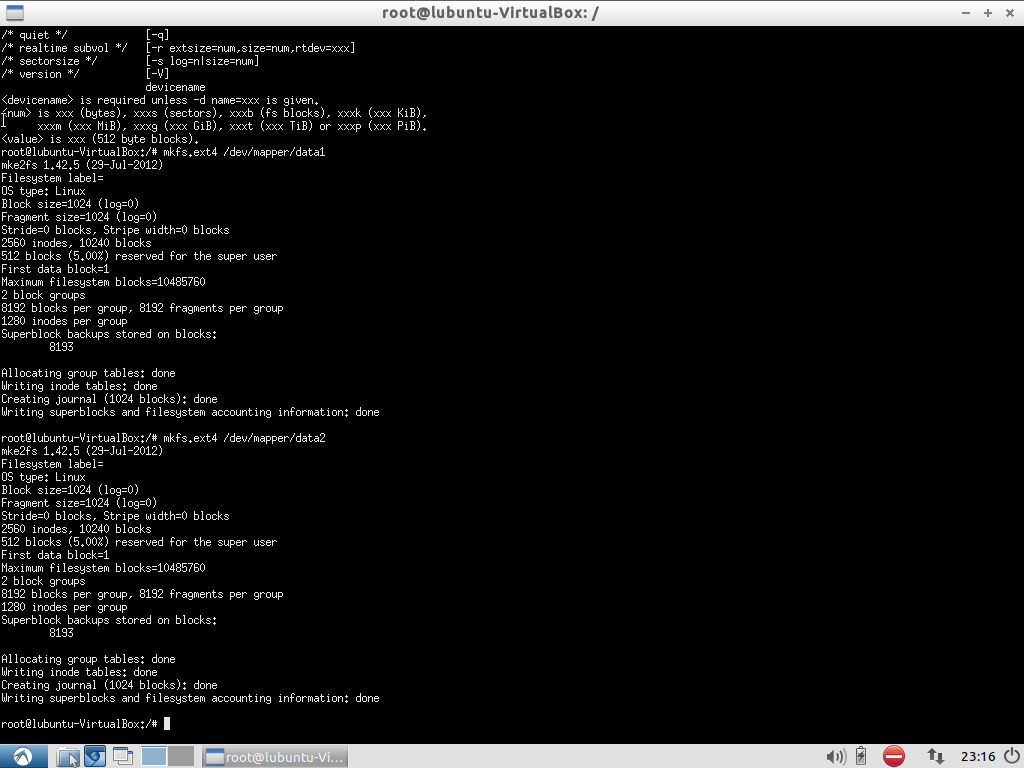 root@lubuntu-VirtualBox: /
/* quiet */ [-q]
/* realtime subvol */ [-r extsize=num,size=num,rtdev=xxx]
/* sectorsize */ [-s log=n|size=num]
/* version */ [-V]
devicename
<devicename> is required unless -d name=xxx is given.
<num> is xxx (bytes), xxxs (sectors), xxxb (fs blocks), xxxk (xxx KiB),
xxxm (xxx MiB), xxxg (xxx GiB), xxxt (xxx TiB) or xxxp (xxx PiB).
<value> is xxx (512 byte blocks).
root@lubuntu-VirtualBox:/# mkfs.ext4 /dev/mapper/data1
mke2fs 1.42.5 (29-Jul-2012)
Filesystem label=
OS type: Linux
Block size=1024 (log=0)
Fragment size=1024 (log=0)
Stride=0 blocks, Stripe width=0 blocks
2560 inodes, 10240 blocks
512 blocks (5.00%) reserved for the super user
First data block=1
Maximum filesystem blocks=10485760
2 block groups
8192 blocks per group, 8192 fragments per group
1280 inodes per group
Superblock backups stored on blocks:
8193
Allocating group tables: done
Writing inode tables: done
Creating journal (1024 blocks): done
Writing superblocks and filesystem accounting information: done
root@lubuntu-VirtualBox:/# mkfs.ext4 /dev/mapper/data2
mke2fs 1.42.5 (29-Jul-2012)
Filesystem label=
OS type: Linux
Block size=1024 (log=0)
Fragment size=1024 (log=0)
Stride=0 blocks, Stripe width=0 blocks
2560 inodes, 10240 blocks
512 blocks (5.00%) reserved for the super user
First data block=1
Maximum filesystem blocks=10485760
2 block groups
8192 blocks per group, 8192 fragments per group
1280 inodes per group
Superblock backups stored on blocks:
8193
Allocating group tables: done
Writing inode tables: done
Creating journal (1024 blocks): done
Writing superblocks and filesystem accounting information: done
root@lubuntu-VirtualBox:/#
root@lubuntu-Vi... 23:16